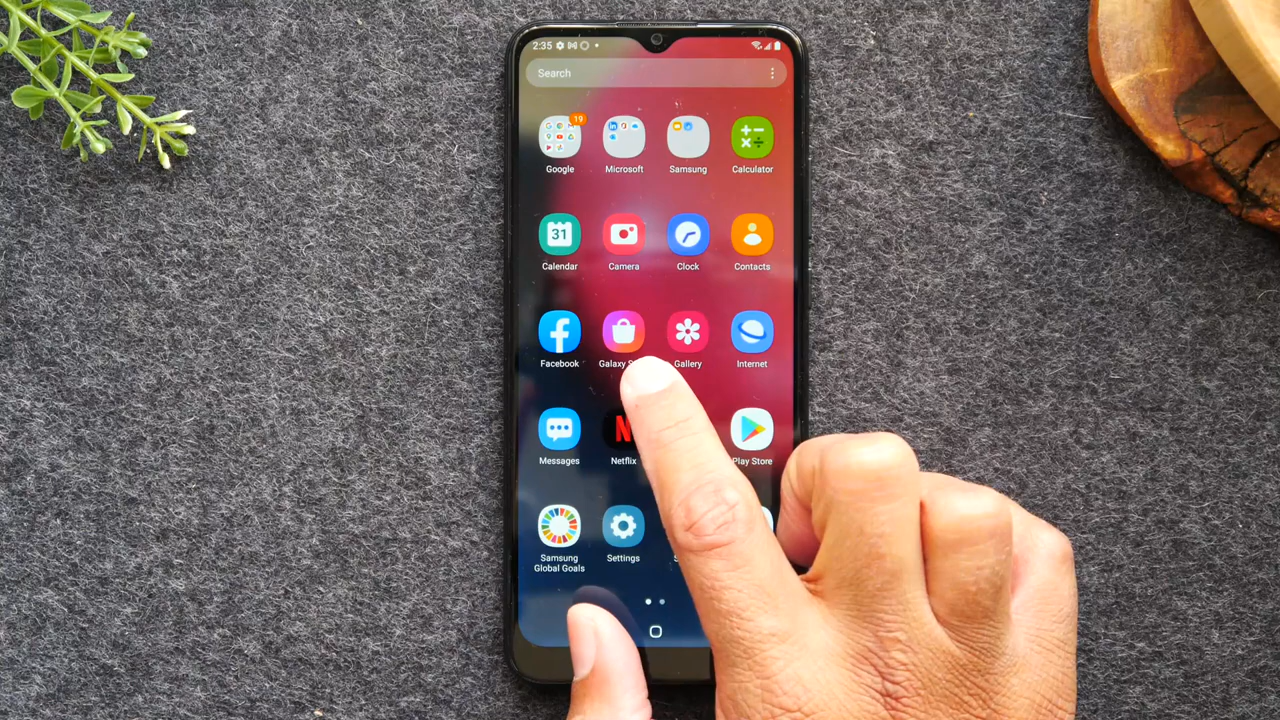 2:35
Search
19
Google
Microsoft
Samsung
Calculator
31
Calendar
Camera
Clock
Contacts
Facebook
Galaxy
Gallery
Internet
Messages
N
Netflix
Play Store
Samsung
Global Goals
Settings